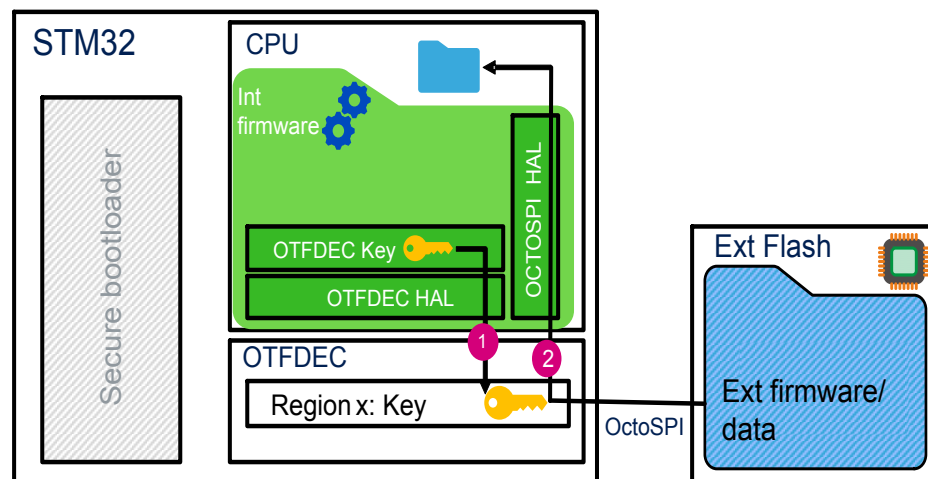 STM32
Secure bootloader
CPU
Int
firmware
OCTOSPI HAL
OTFDEC Key
OTFDEC HAL
1
OTFDEC
2
Region x: Key
OctoSPI
Ext Flash
Ext firmware/
data